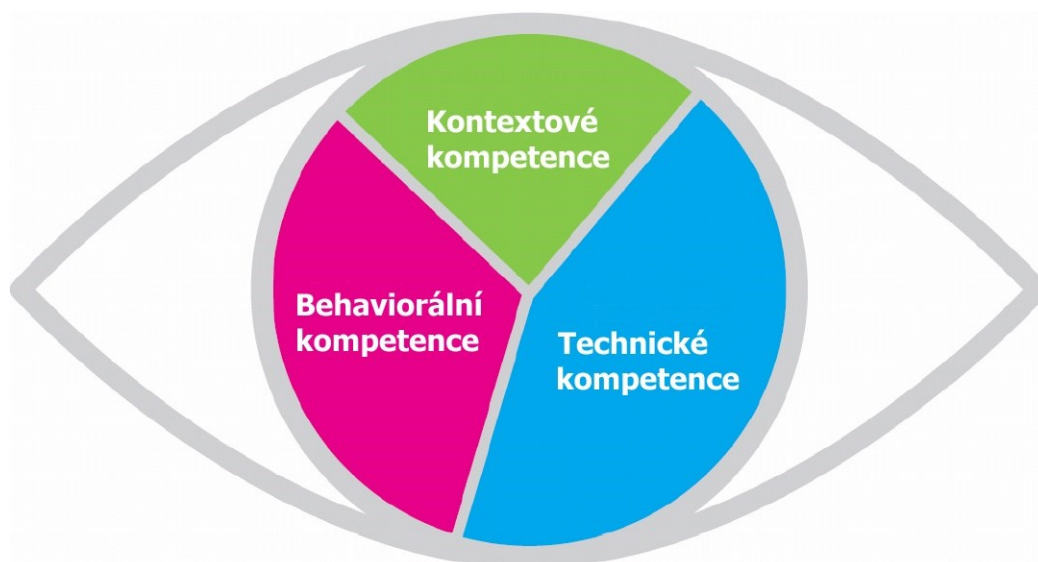 Kontextové
kompetence
Behaviorální
kompetence
Technické
kompetence